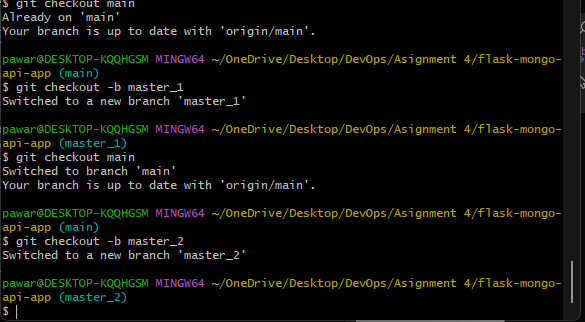 $ git checkout main
Already on 'main'
Your branch is up to date with 'origin/main'.
pawar@DESKTOP-KQQHGSM MINGW64 ~/OneDrive/Desktop/DevOps/Asignment 4/flask-mongo-
api-app (main)
$ git checkout -b master_1
Switched to a new branch 'master_1'
pawar@DESKTOP-KQQHGSM MINGW64 ~/OneDrive/Desktop/DevOps/Asignment 4/flask-mongo-
api-app (master_1)
$ git checkout main
Switched to branch 'main'
Your branch is up to date with 'origin/main'.
pawar@DESKTOP-KQQHGSM MINGW64 ~/OneDrive/Desktop/DevOps/Asignment 4/flask-mongo-
api-app (main)
$ git checkout -b master_2
Switched to a new branch 'master_2'
pawar@DESKTOP-KQQHGSM MINGW64 ~/OneDrive/Desktop/DevOps/Asignment 4/flask-mongo-
api-app (master_2)
$